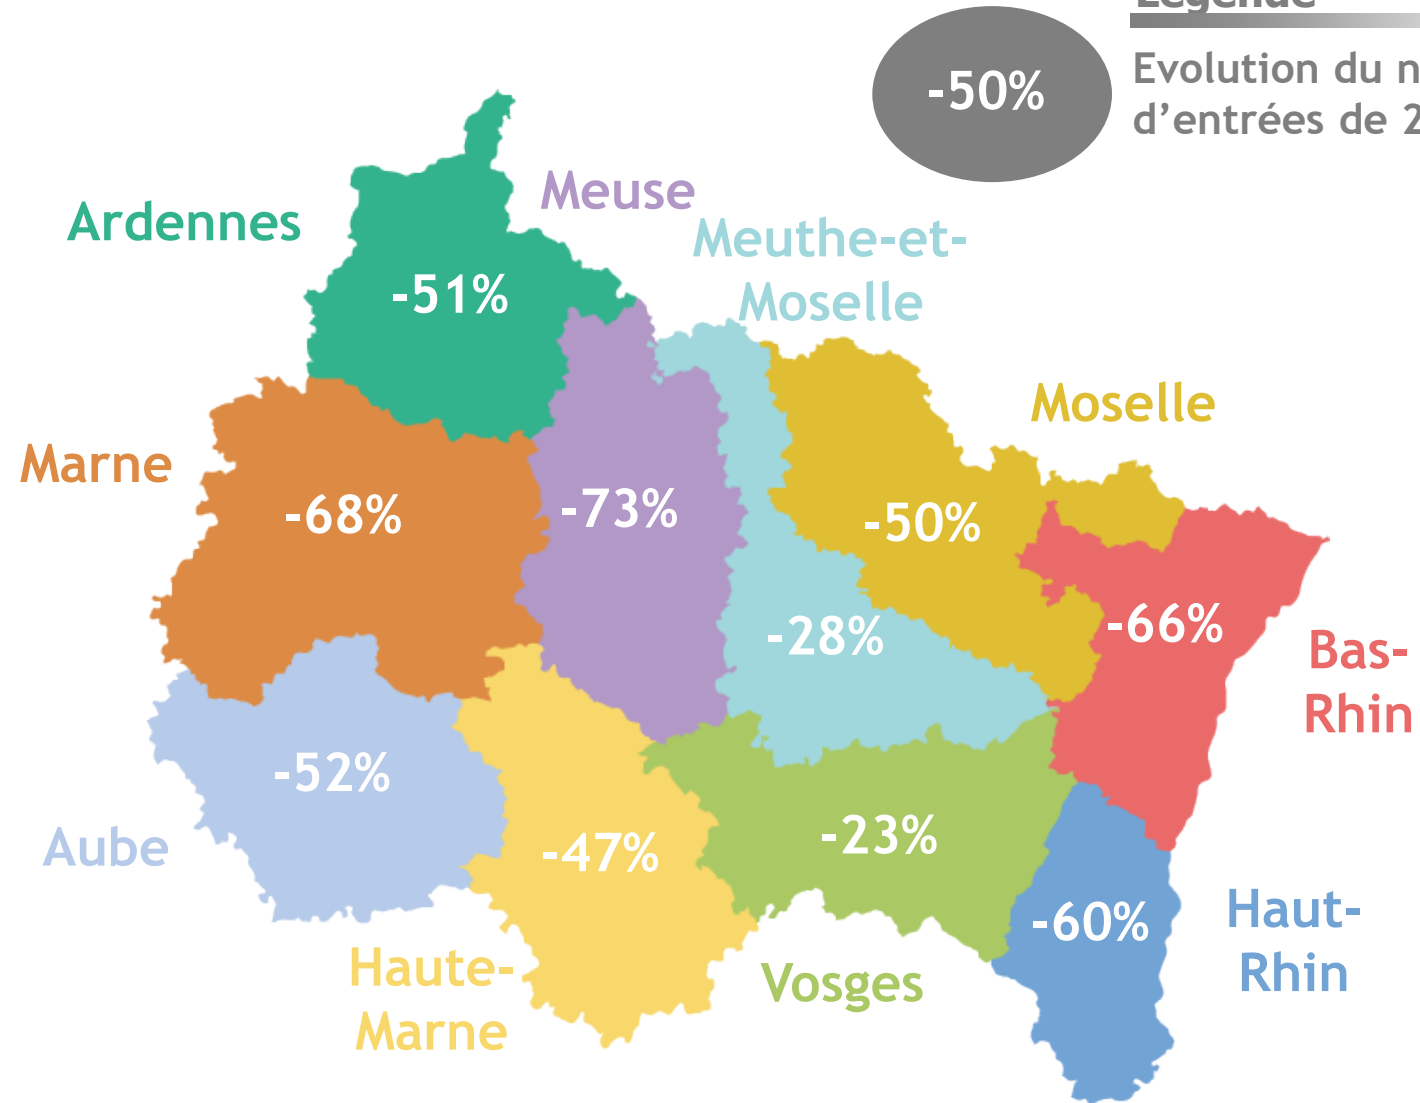 Légende
-50%
Evolution du
d'entrées de
Ardennes
Meuse
Meuthe-et-
Moselle
-51%
Moselle
Marne
-68%
-73%
-50%
-28%
-66%
Bas-
Rhin
-52%
Aube
-47%
-23%
-60%
Haut-
Rhin
Haute-
Marne
Vosges